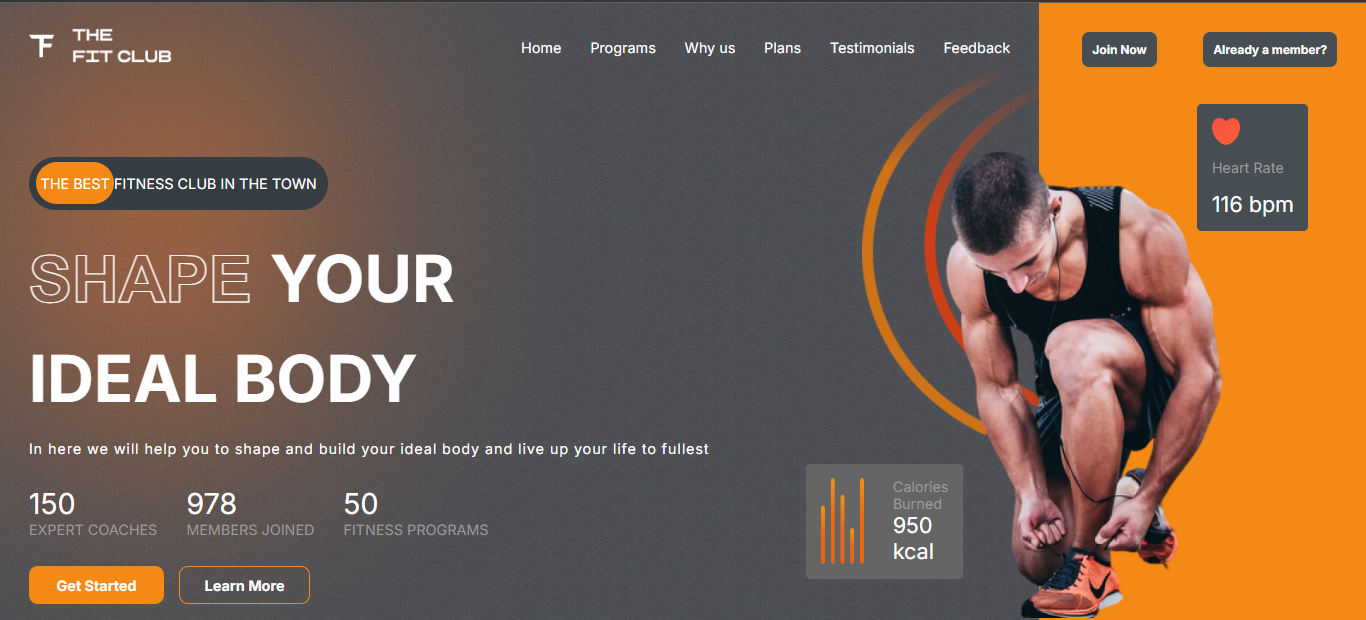 THE
FIT CLUB
Home Programs Why us Plans Testimonials Feedback
Join Now
Already a member?
Heart Rate
116 bpm
THE BEST FITNESS CLUB IN THE TOWN
SHAPE YOUR
IDEAL BODY
In here we will help you to shape and build your ideal body and live up your life to fullest
150 978 50
EXPERT COACHES MEMBERS JOINED FITNESS PROGRAMS
Calories
Burned
950
kcal
Get Started Learn More